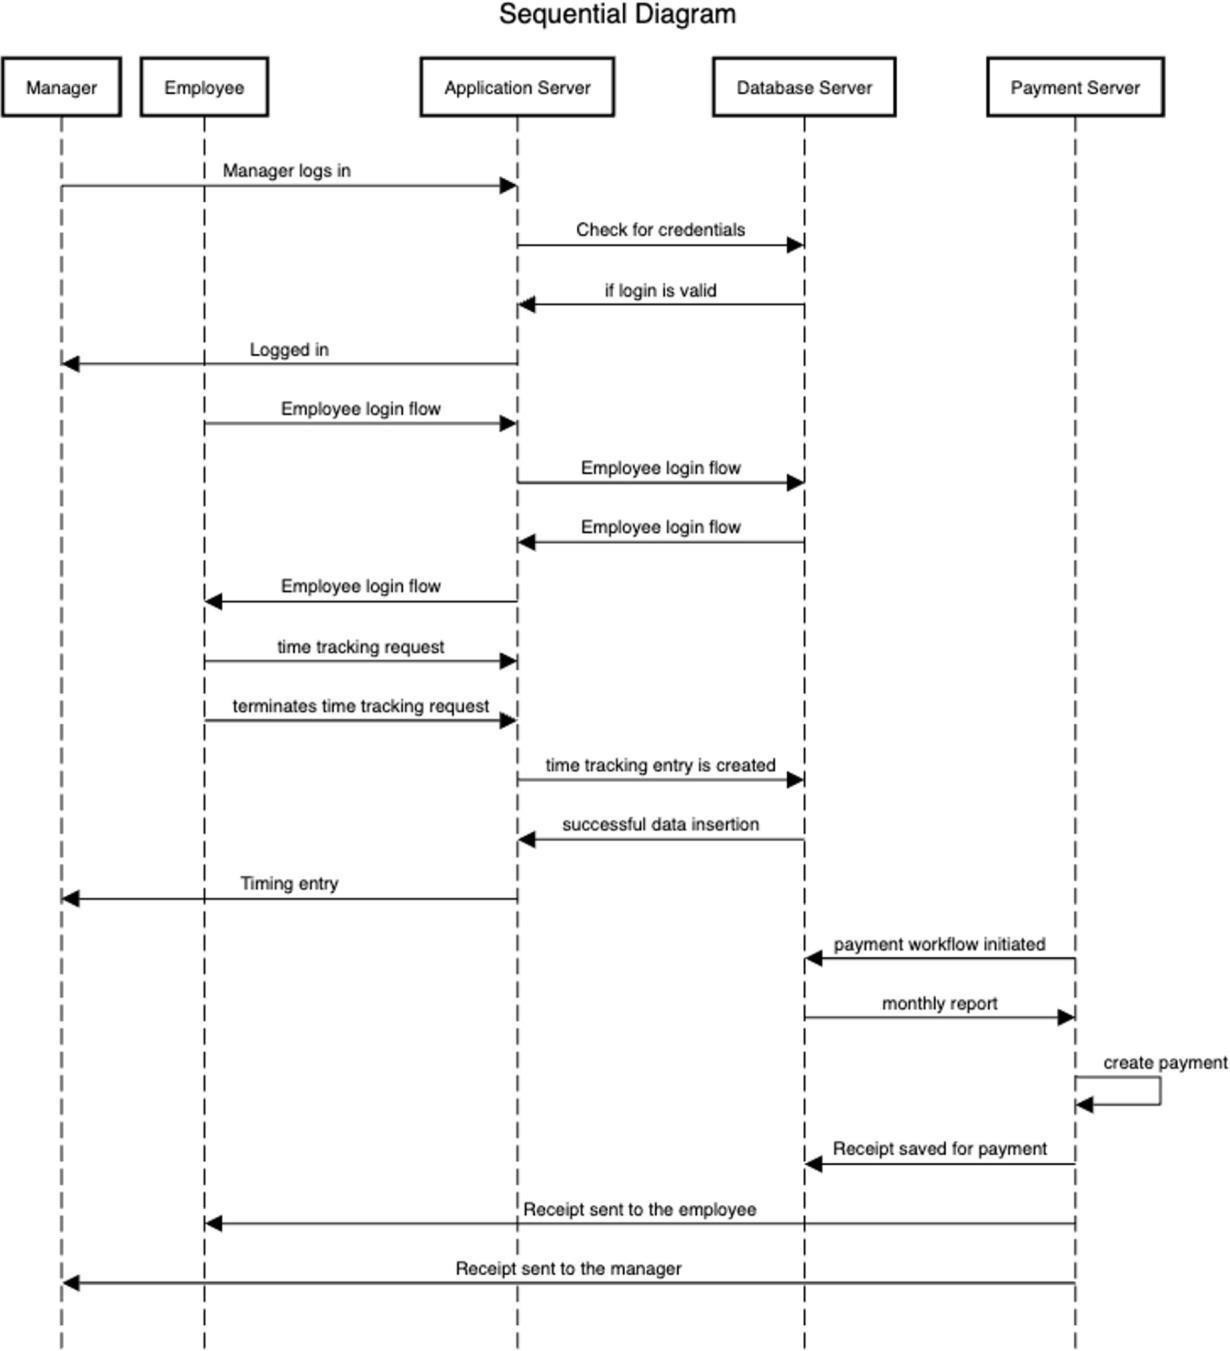 Sequential Diagram
Manager
Employee
Application Server
Database Server
Payment Server
Manager logs in
Check for credentials
if login is valid
Logged in
Employee login flow
Employee login flow
Employee login flow
Employee login flow
time tracking request
terminates time tracking request
time tracking entry is created
successful data insertion
Timing entry
payment workflow initiated
monthly report
create payment
Receipt saved for payment
Receipt sent to the employee
Receipt sent to the manager